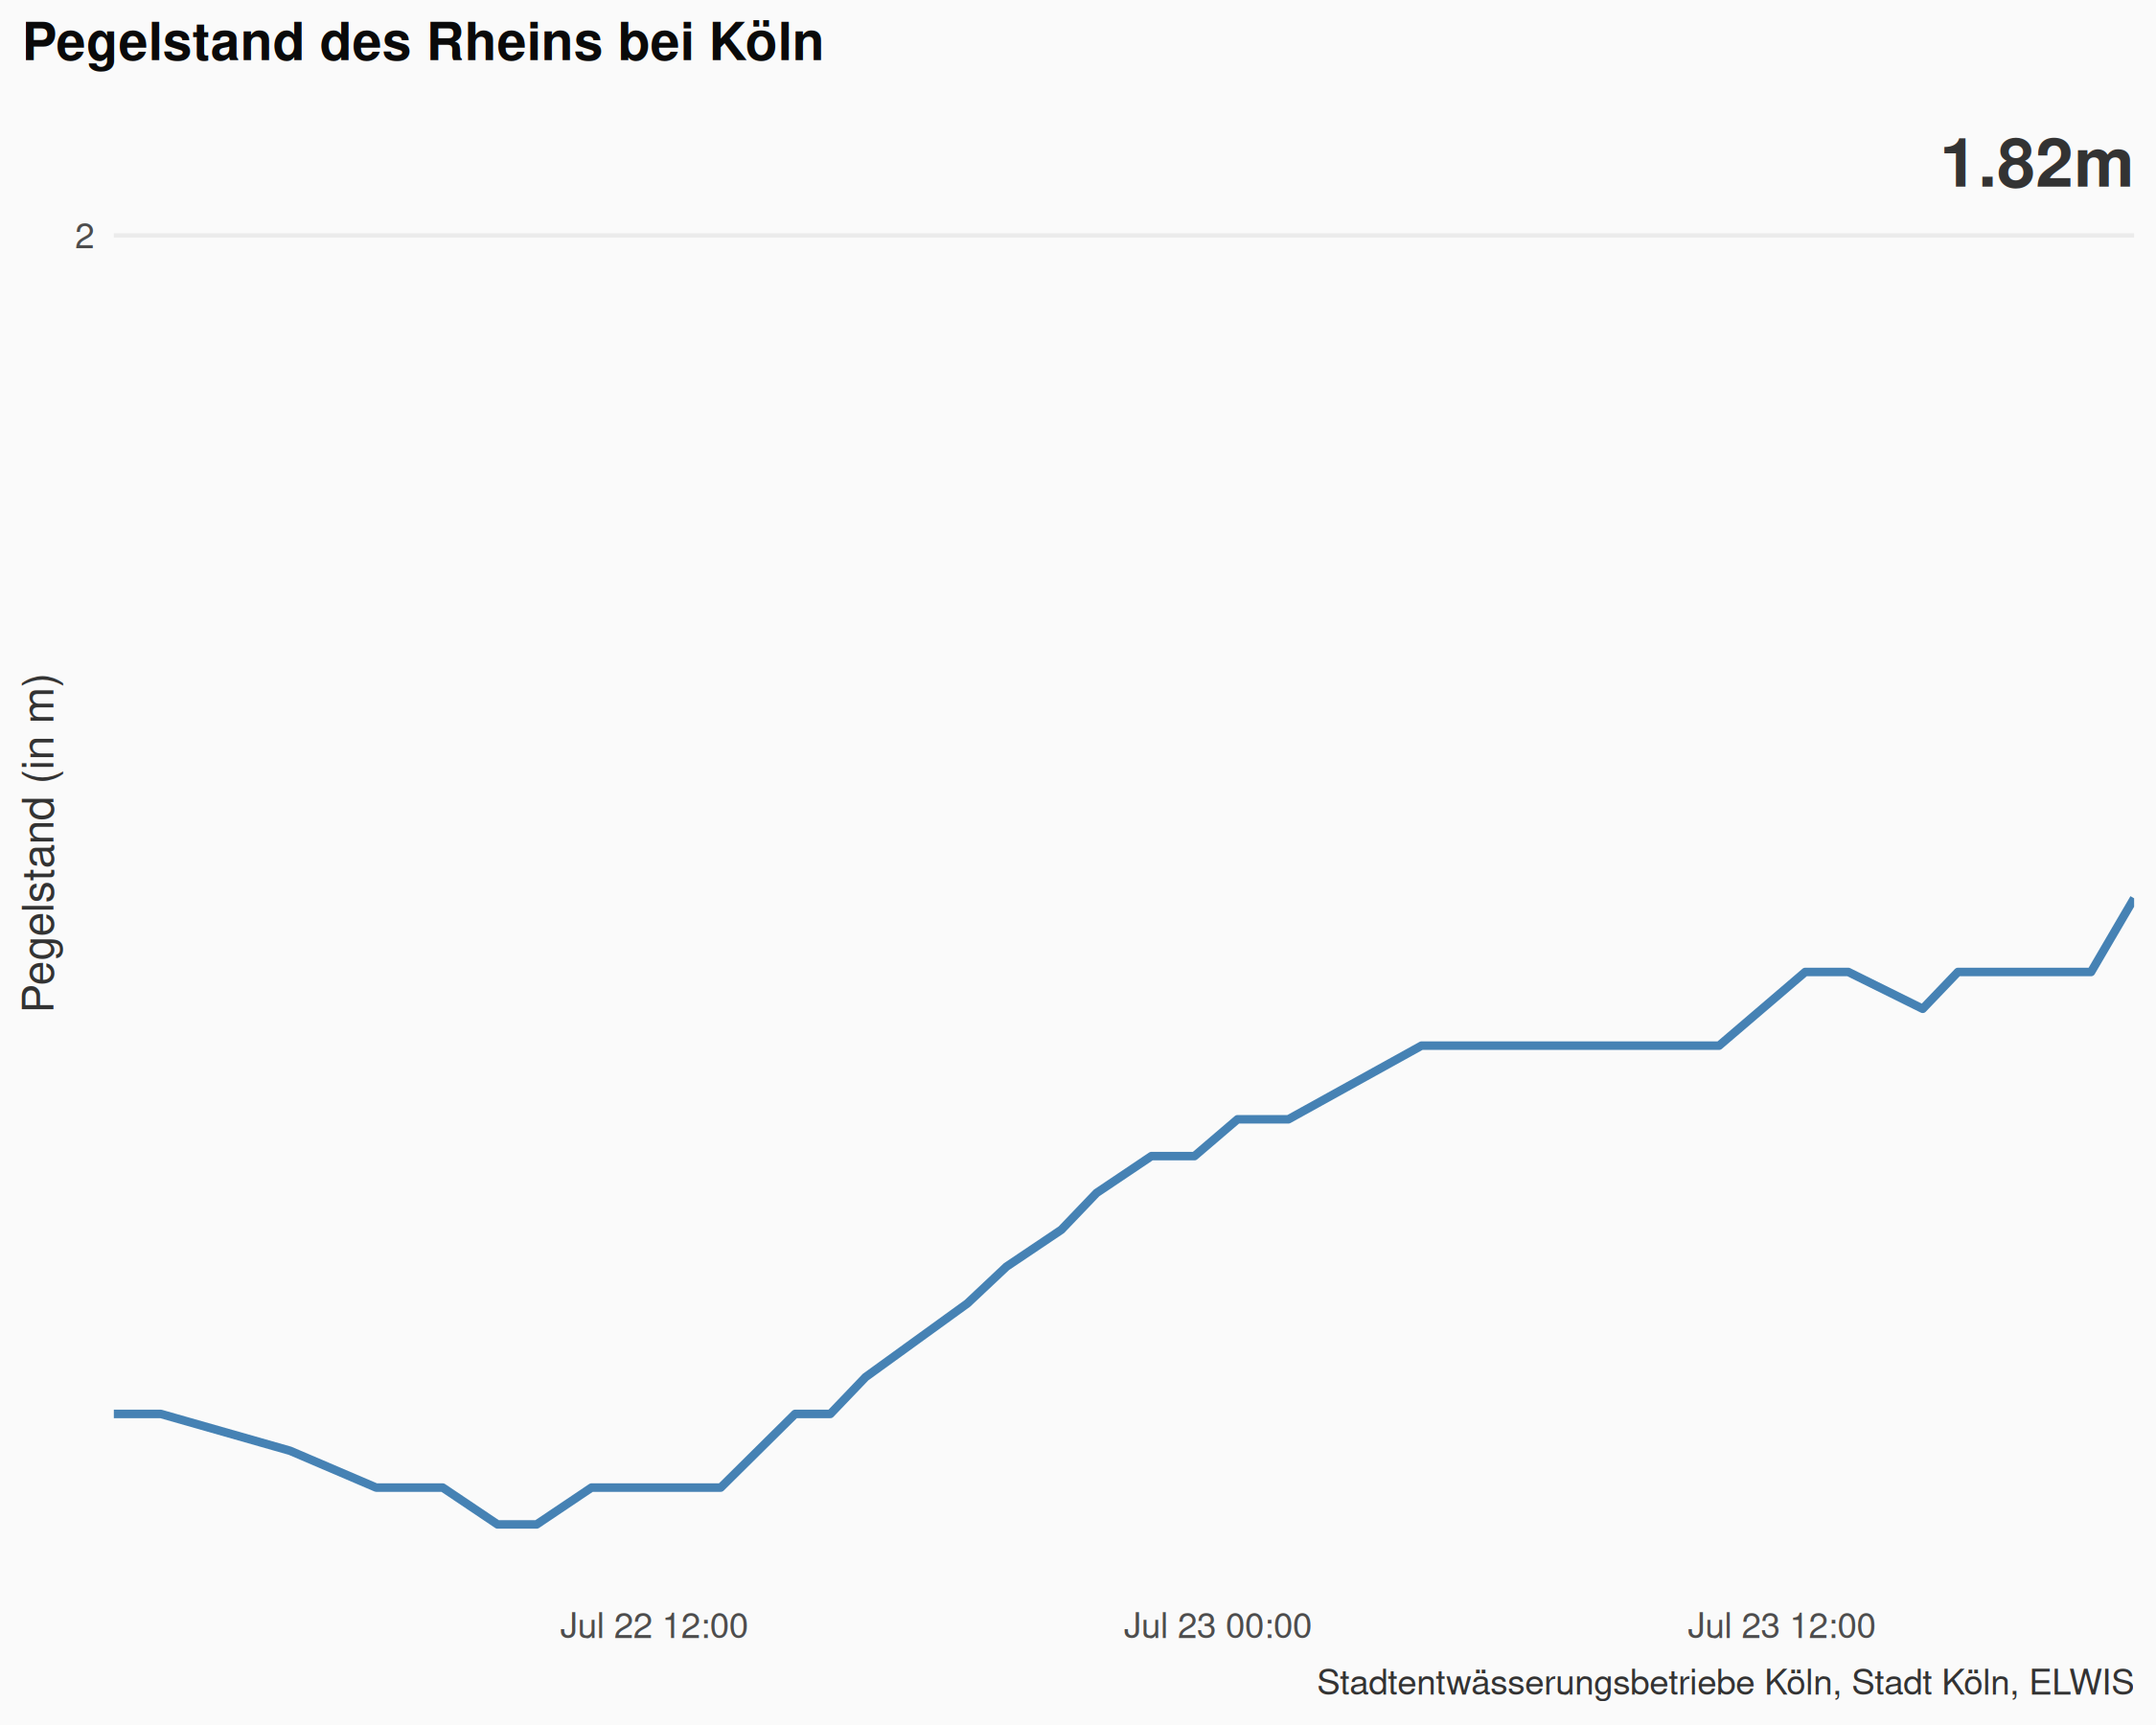 Pegelstand des Rheins bei Köln
1.82m
2
Pegelstand (in m)
Jul 22 12:00
Jul 23 00:00
Jul 23 12:00
Stadtentwässerungsbetriebe Köln, Stadt Köln, ELWIS